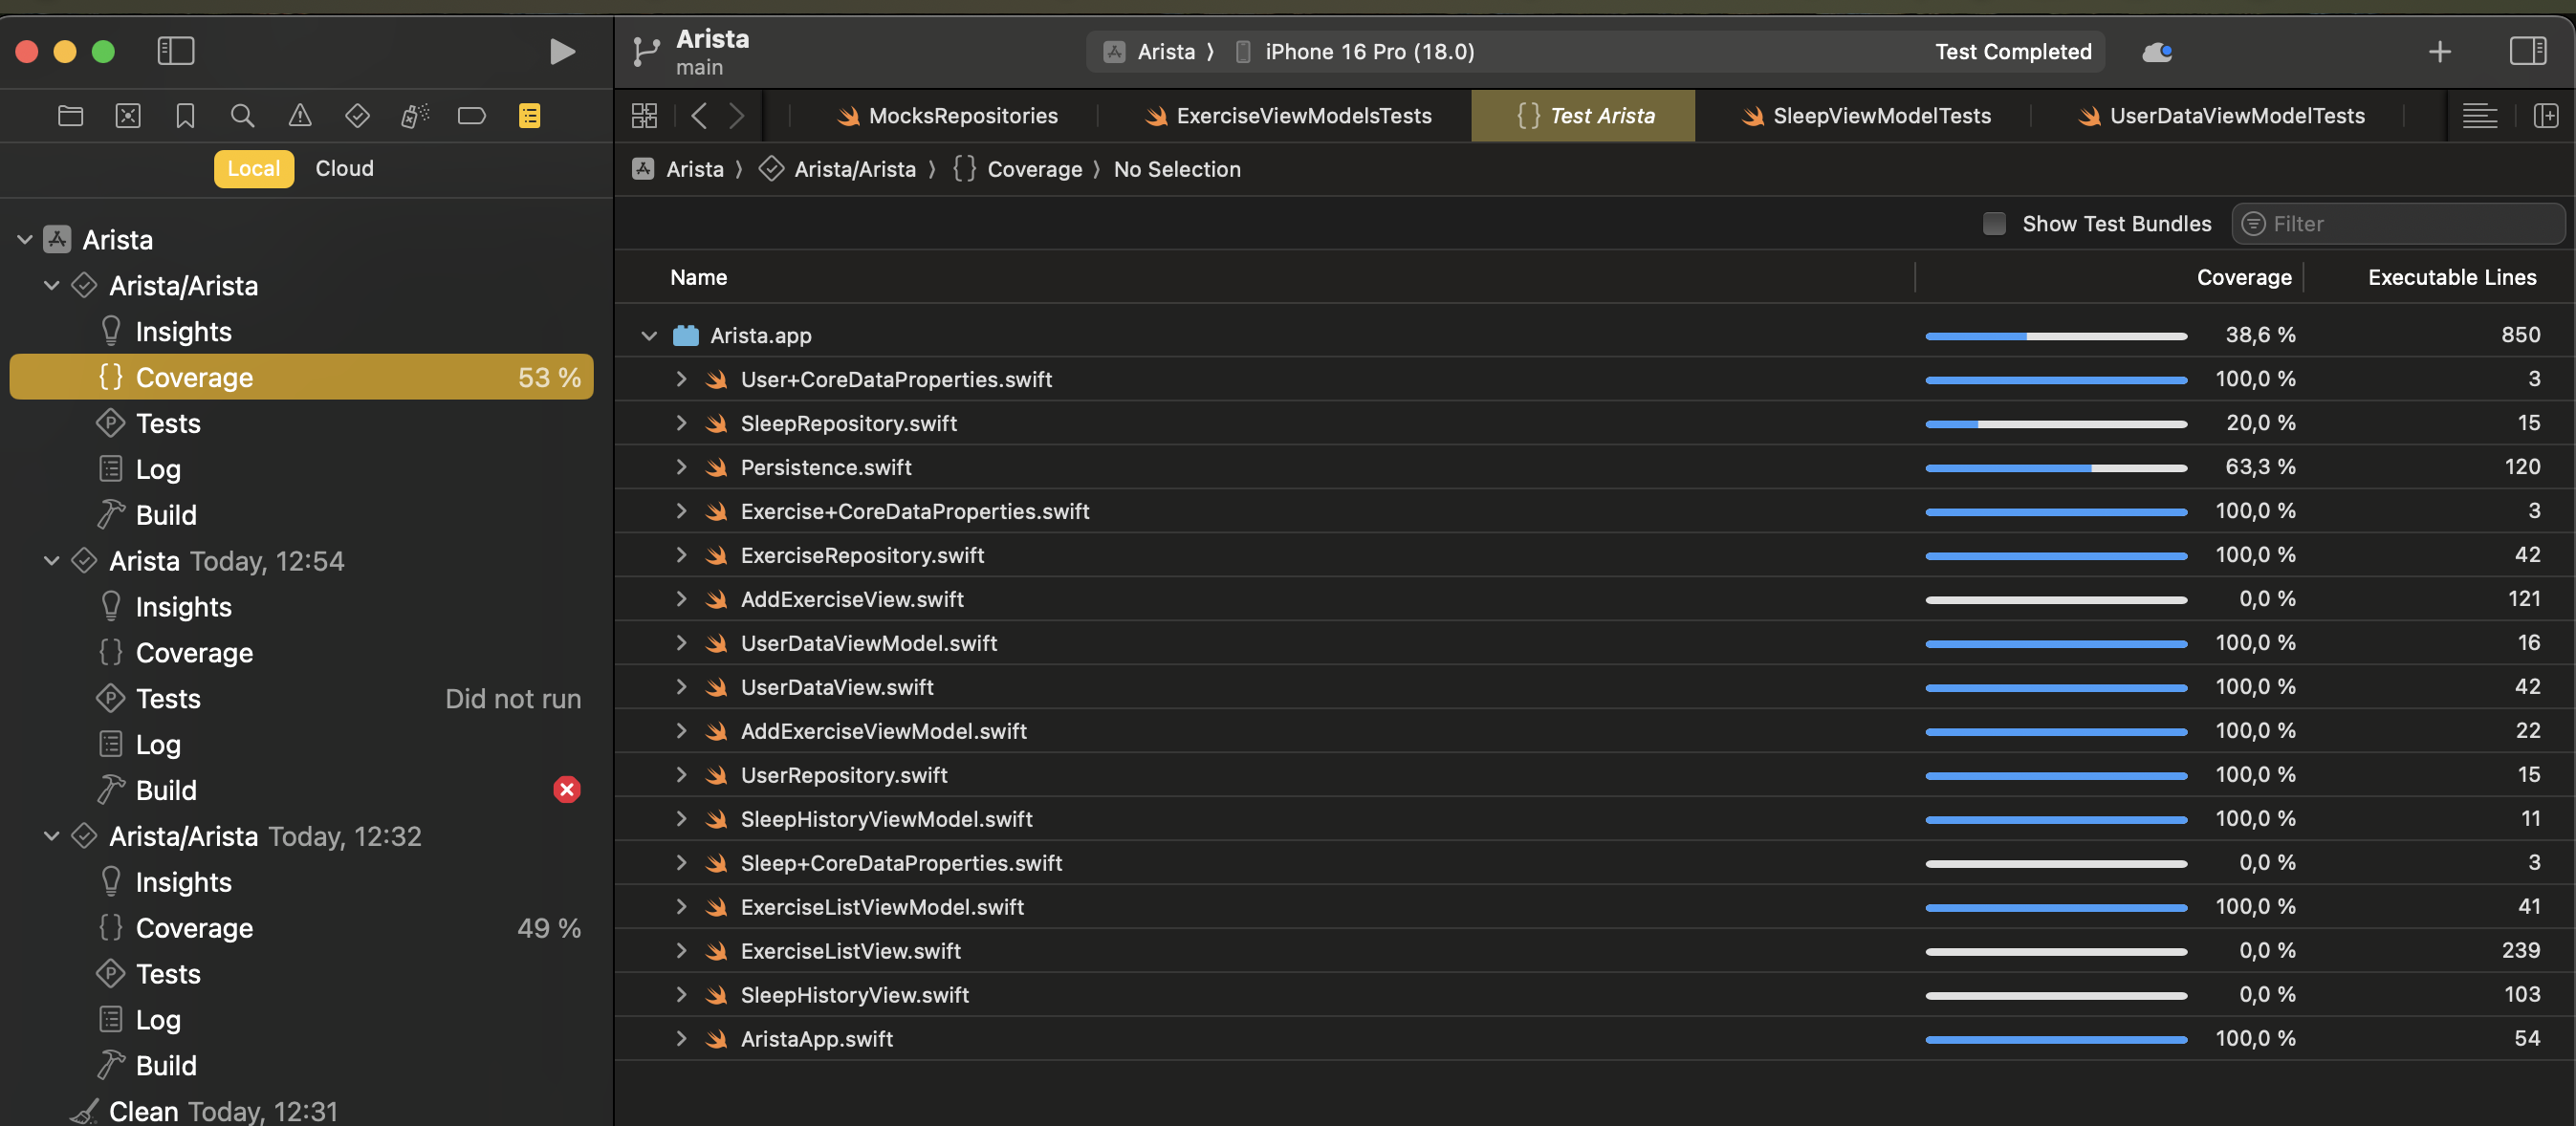 Arista
main
Arista 〉 iPhone 16 Pro (18.0)
Test Completed
MocksRepositories
ExerciseViewModelsTests
{} Test Arista
SleepViewModelTests
UserDataViewModelTests
Local
Cloud
Arista 〉 Arista/Arista 〉 {} Coverage 〉 No Selection
Show Test Bundles
Filter
Arista
Arista/Arista
Insights
{} Coverage 53 %
Tests
Log
Build
Arista Today, 12:54
Insights
{} Coverage
Tests Did not run
Log
Build
Arista/Arista Today, 12:32
Insights
{} Coverage 49 %
Tests
Log
Build
Clean Today, 12:31
Name Coverage Executable Lines
Arista.app 38,6 % 850
User+CoreDataProperties.swift 100,0 % 3
SleepRepository.swift 20,0 % 15
Persistence.swift 63,3 % 120
Exercise+CoreDataProperties.swift 100,0 % 3
ExerciseRepository.swift 100,0 % 42
AddExerciseView.swift 0,0 % 121
UserDataViewModel.swift 100,0 % 16
UserDataView.swift 100,0 % 42
AddExerciseViewModel.swift 100,0 % 22
UserRepository.swift 100,0 % 15
SleepHistoryViewModel.swift 100,0 % 11
Sleep+CoreDataProperties.swift 0,0 % 3
ExerciseListViewModel.swift 100,0 % 41
ExerciseListView.swift 0,0 % 239
SleepHistoryView.swift 0,0 % 103
AristaApp.swift 100,0 % 54